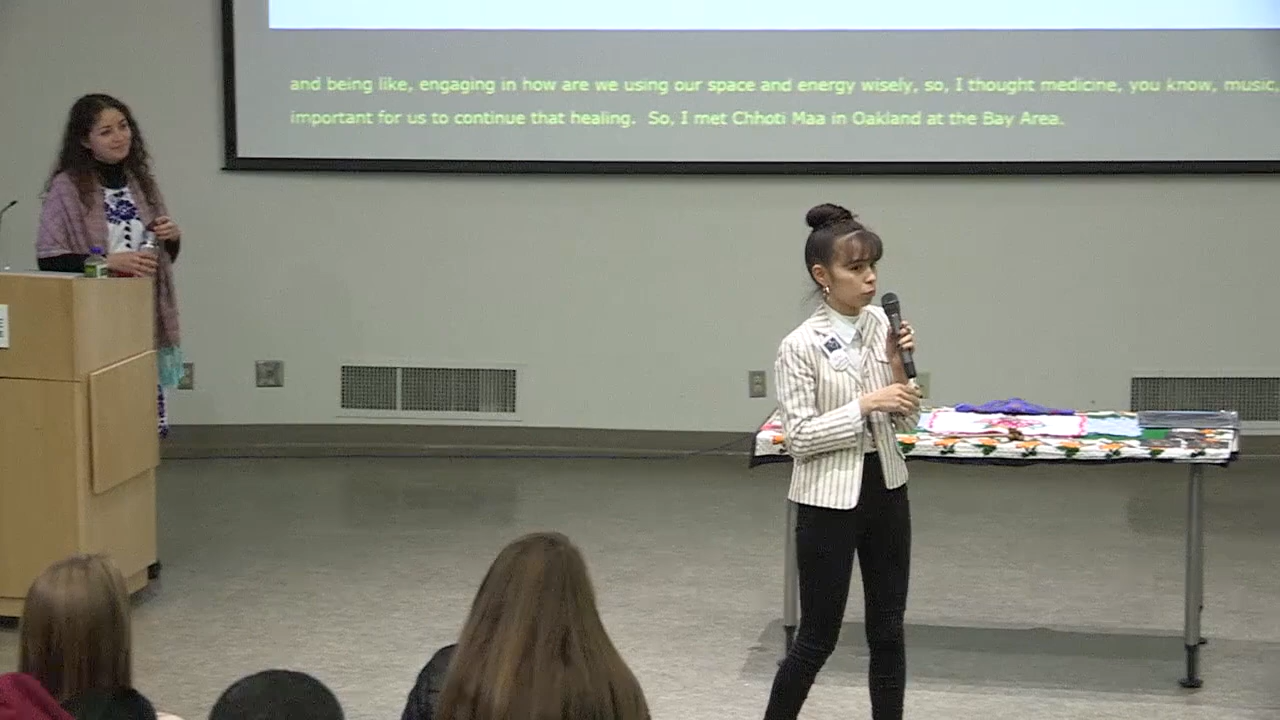 and being like, engaging in how are we using our space and energy wisely, so, I thought medicine, you know, music,
important for us to continue that healing.  So, I met Chhoti Maa in Oakland at the Bay Area.